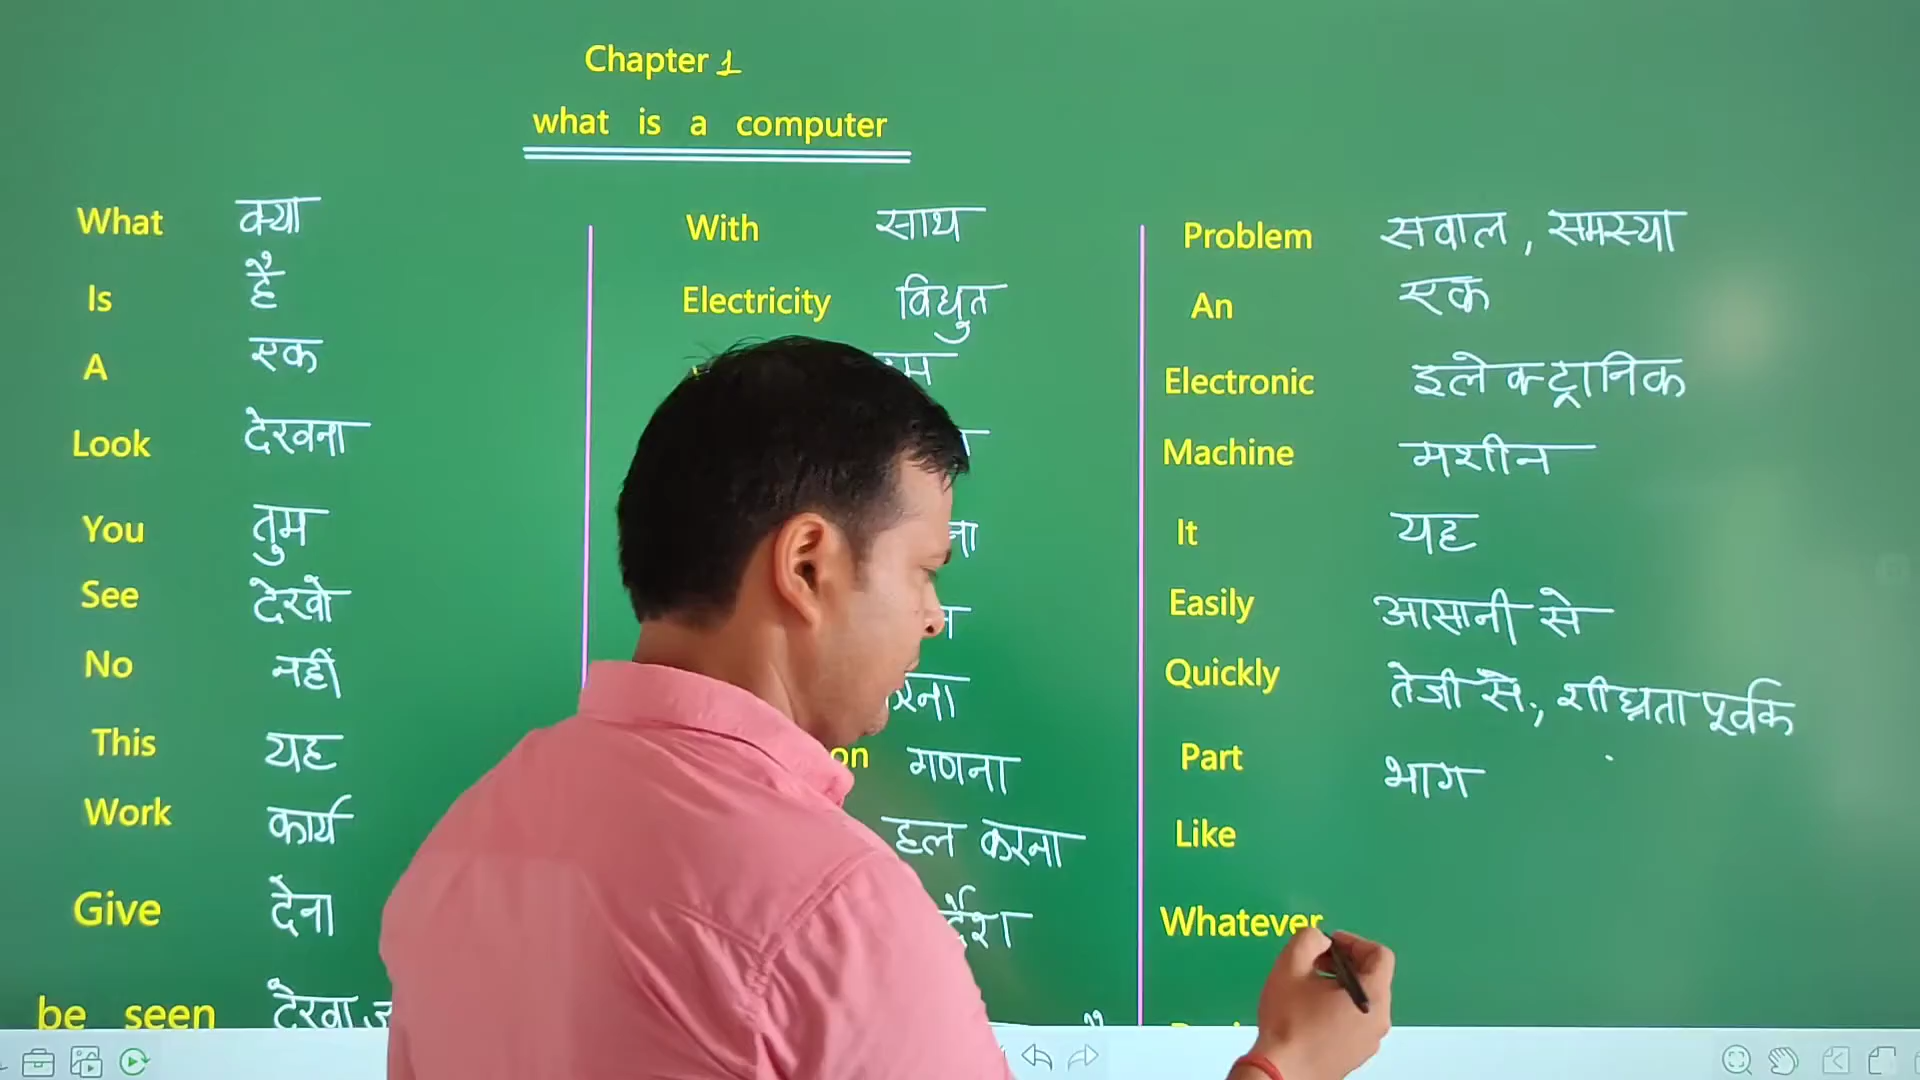 Chapter 1
what is a computer
What क्या
Is है
A एक
Look देखना
You तुम
See देखो
No नहीं
This यह
Work कार्य
Give देना
be seen देखा
With साथ
Electricity विधुत
गणना
हल करना
Problem सवाल , समस्या
An एक
Electronic इलेक्ट्रानिक
Machine मशीन
It यह
Easily आसानी से
Quickly तेजी से, शीघ्रता पूर्वक
Part भाग
Like
Whatever